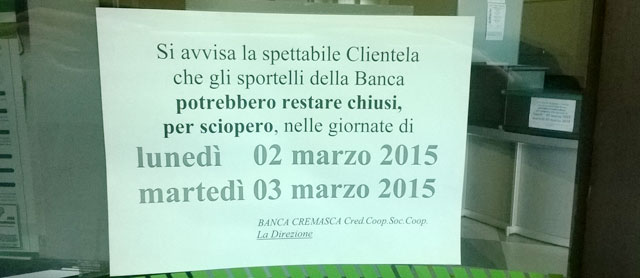 Si avvisa la spettabile Clientela
che gli sportelli della Banca
potrebbero restare chiusi,
per sciopero, nelle giornate di
lunedì 02 marzo 2015
martedì 03 marzo 2015
BANCA CREMASCA Cred.Coop.Soc.Coop.
La Direzione